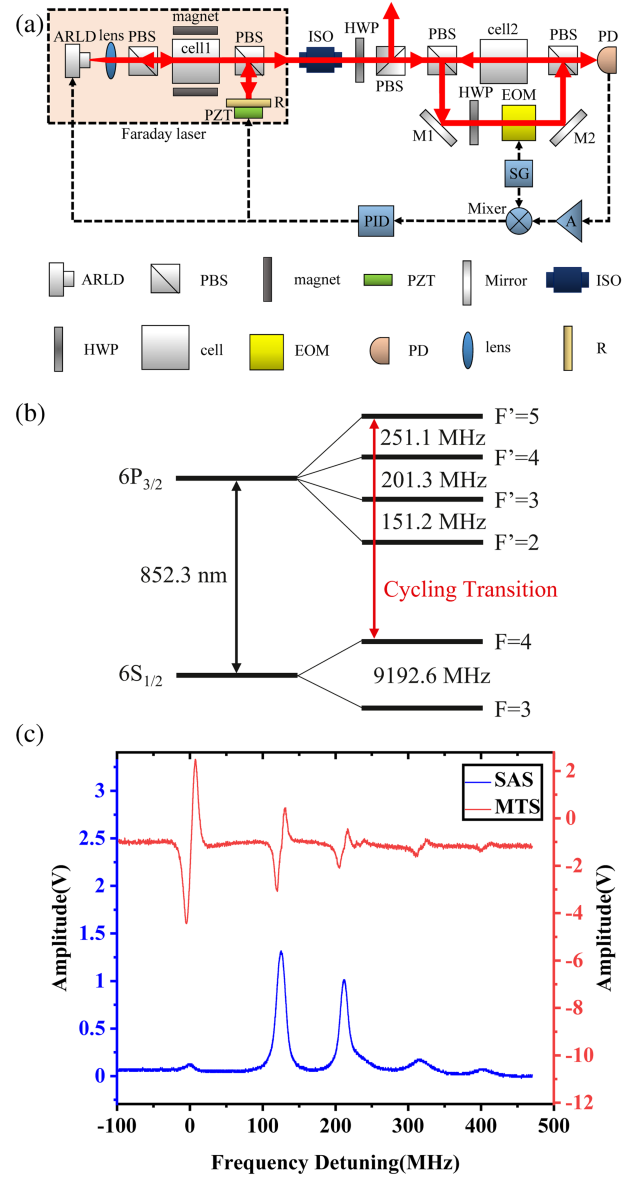 (a)
magnet
ARLD lens PBS cell1 PBS ISO HWP PBS PBS cell2 PBS PD
PZT R
Faraday laser
M1 HWP EOM M2
SG
Mixer
PID A
ARLD PBS magnet PZT Mirror ISO
HWP cell EOM PD lens R
(b)
F'=5
251.1 MHz
F'=4
6P3/2
201.3 MHz
F'=3
151.2 MHz
F'=2
852.3 nm
Cycling Transition
F=4
6S1/2
9192.6 MHz
F=3
(c)
SAS
MTS
Amplitude(V)
3
2.5
2
1.5
1
0.5
0
2
0
-2
-4
-6
-8
-10
-12
Amplitude(V)
-100 0 100 200 300 400 500
Frequency Detuning(MHz)